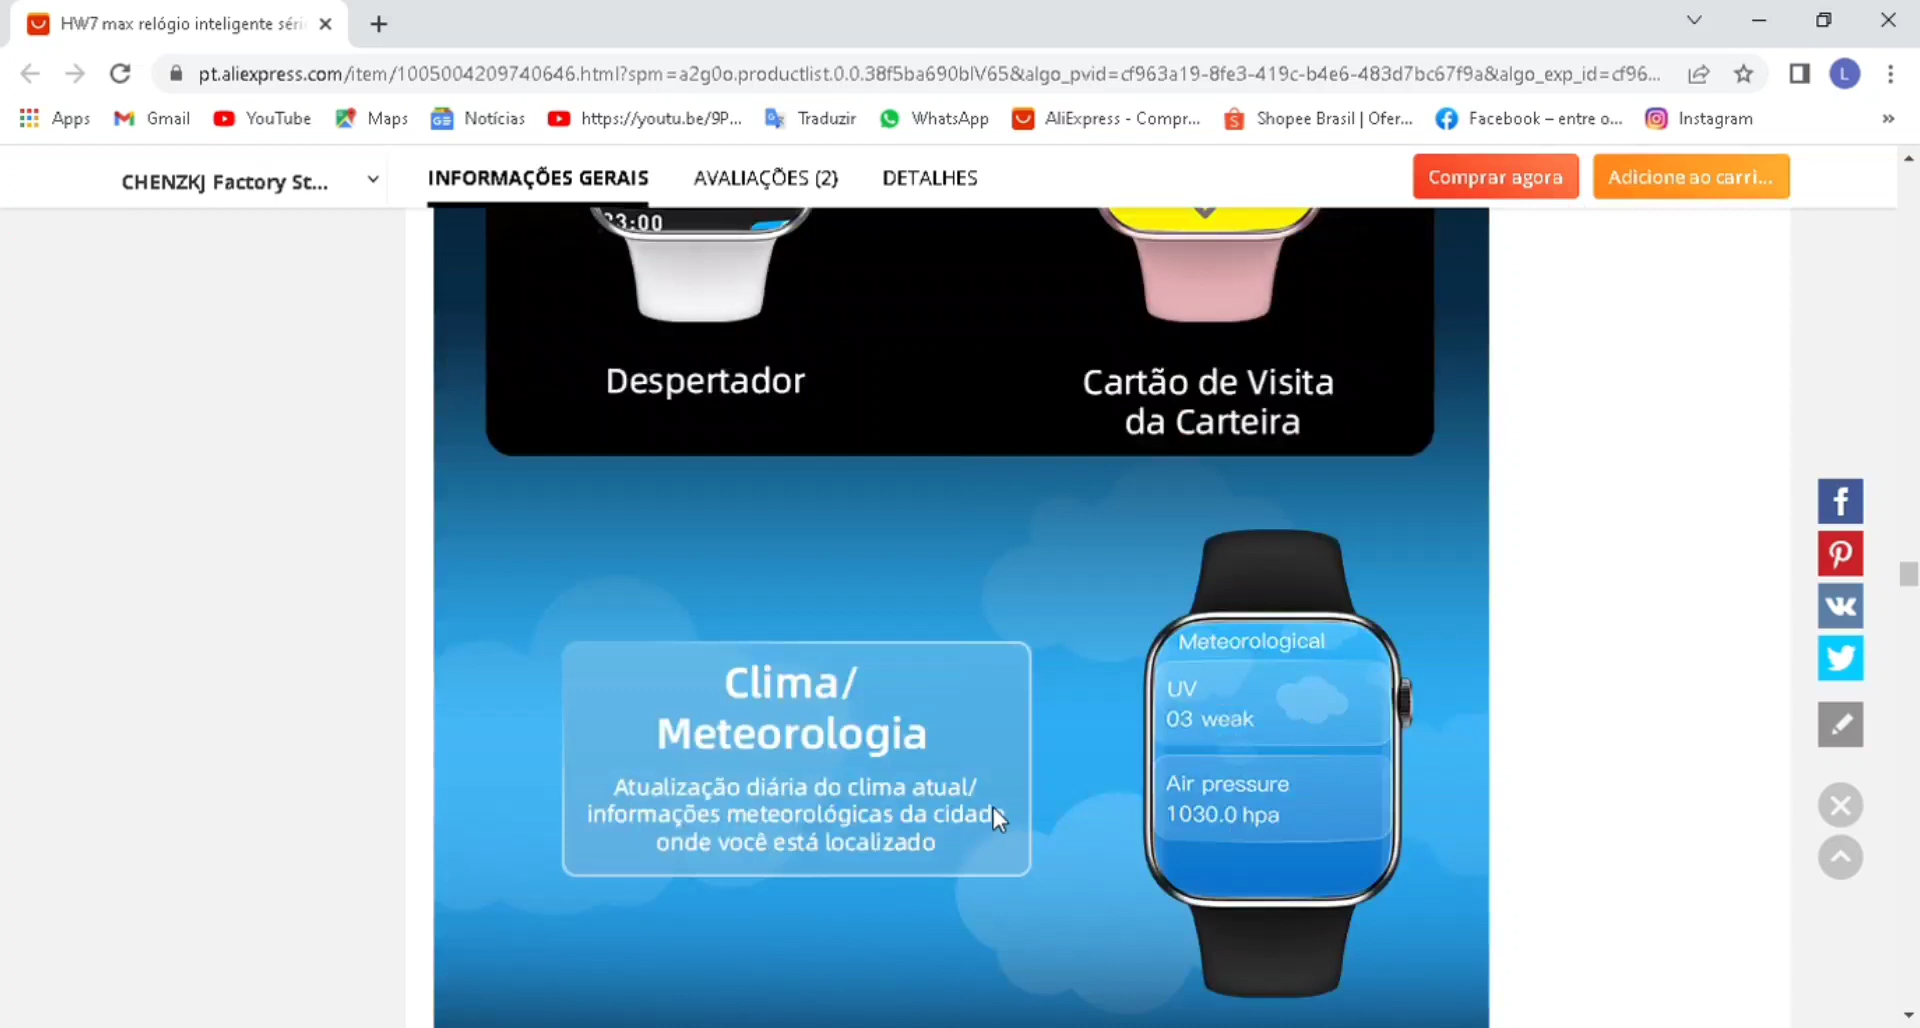 HW7 max relógio inteligente séri
pt.aliexpress.com/item/1005004209740646.html?spm=a2g0o.productlist.0.0.38f5ba690blV65&algo_pvid=cf963a19-8fe3-419c-b4e6-483d7bc67f9a&algo_exp_id=cf96...
L
Apps
Gmail
YouTube
Maps
Notícias
https://youtu.be/9P...
Traduzir
WhatsApp
AliExpress - Compr...
Shopee Brasil | Ofer...
Facebook – entre o...
Instagram
»
CHENZKJ Factory St...
INFORMAÇÕES GERAIS
AVALIAÇÕES (2)
DETALHES
Comprar agora
Adicione ao carri...
23:00
Despertador
Cartão de Visita
da Carteira
Clima/
Meteorologia
Atualização diária do clima atual/
informações meteorológicas da cidade
onde você está localizado
Meteorological
UV
03 weak
Air pressure
1030.0 hpa